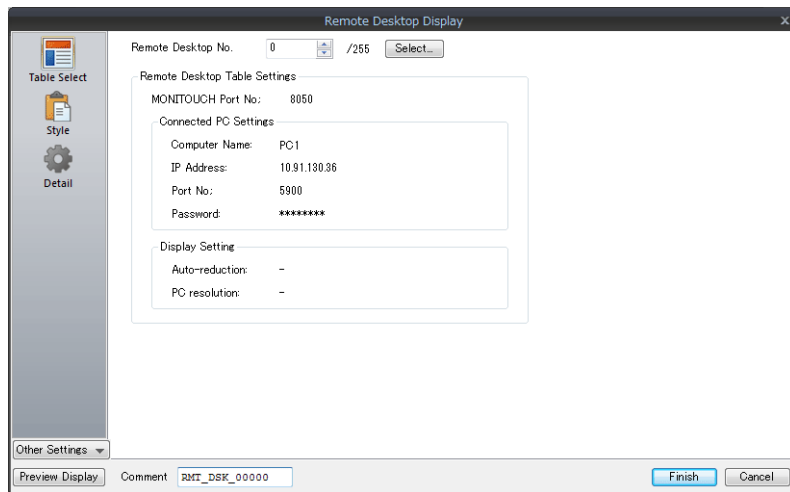 Remote Desktop Display x
Table Select
Style
Detail
Remote Desktop No. 0 /255 Select...
Remote Desktop Table Settings
MONITOUCH Port No; 8050
Connected PC Settings
Computer Name: PC1
IP Address: 10.91.130.36
Port No; 5900
Password: ********
Display Setting
Auto-reduction: -
PC resolution: -
Other Settings
Preview Display Comment RMT_DSK_00000 Finish Cancel